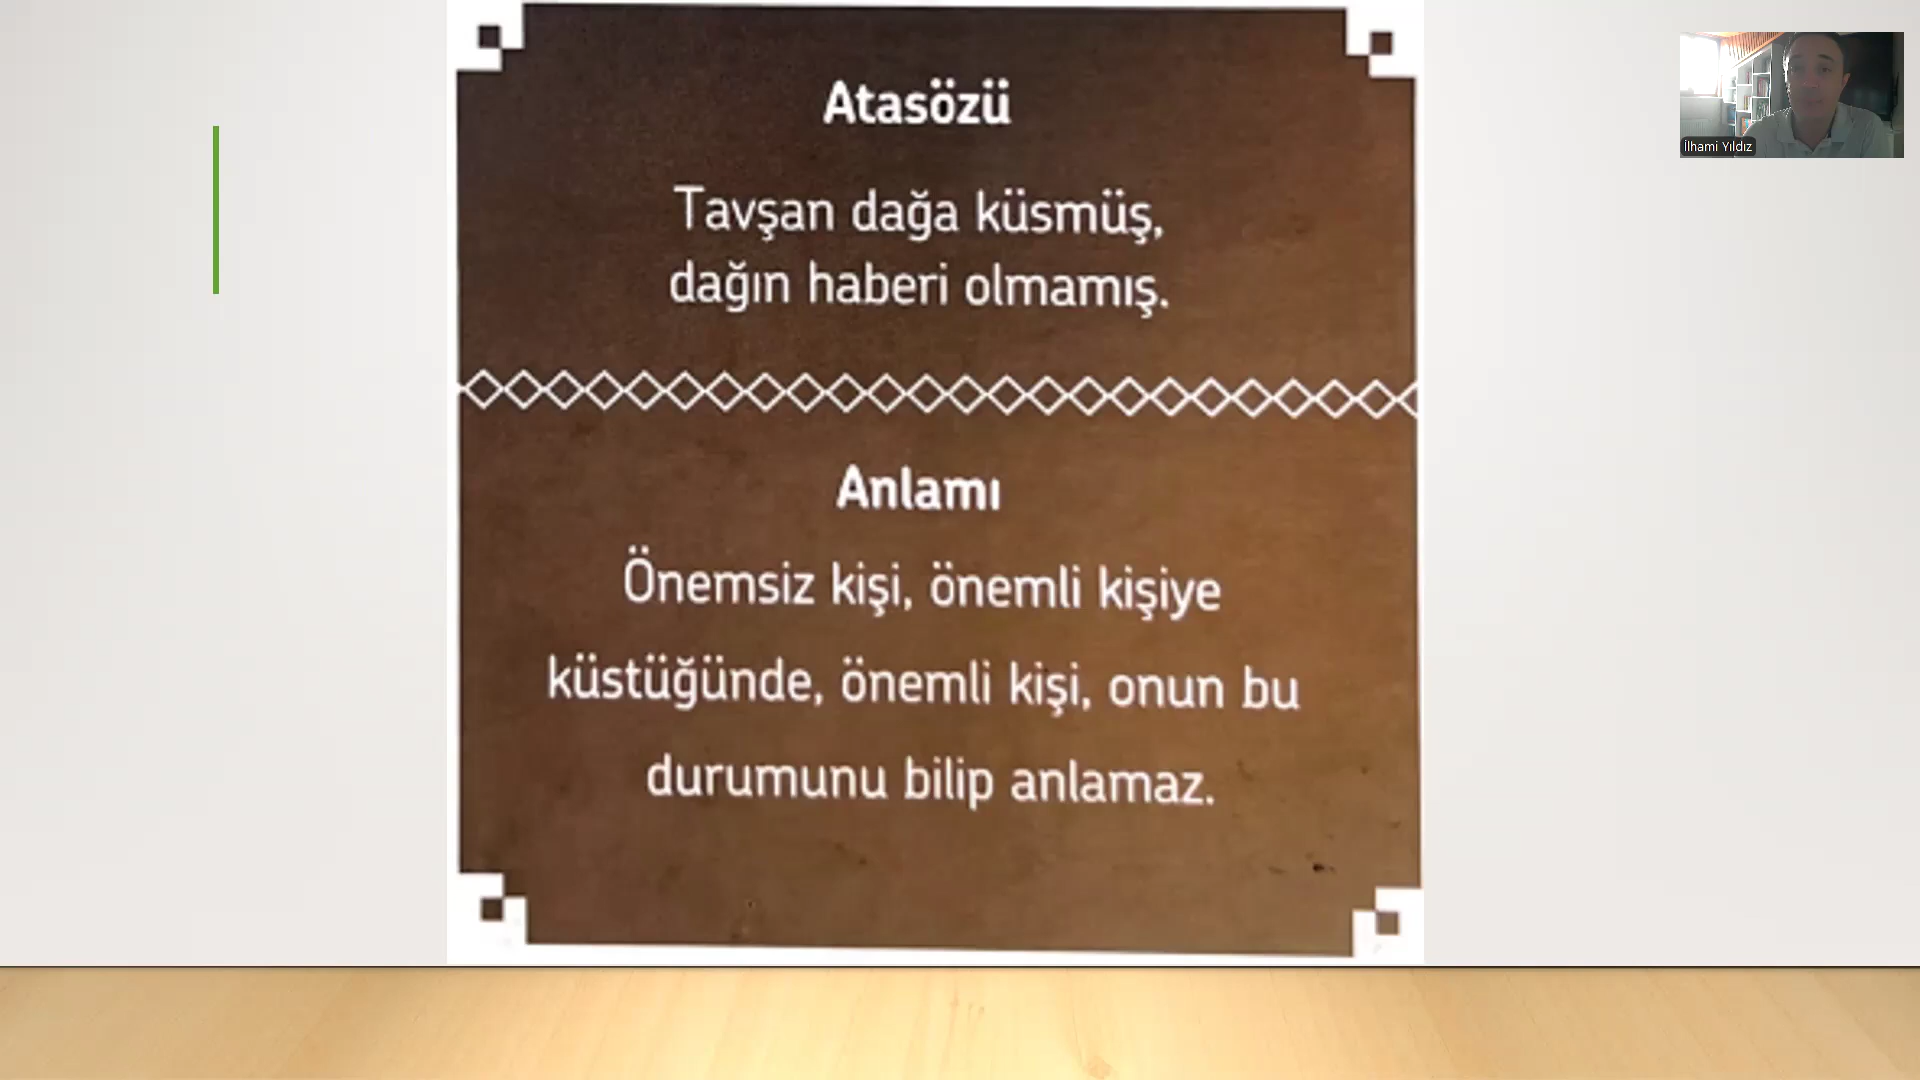 Atasözü
Tavşan dağa küsmüş,
dağın haberi olmamış.
Anlamı
Önemsiz kişi, önemli kişiye
küstüğünde, önemli kişi, onun bu
durumunu bilip anlamaz.
İlhami Yıldız